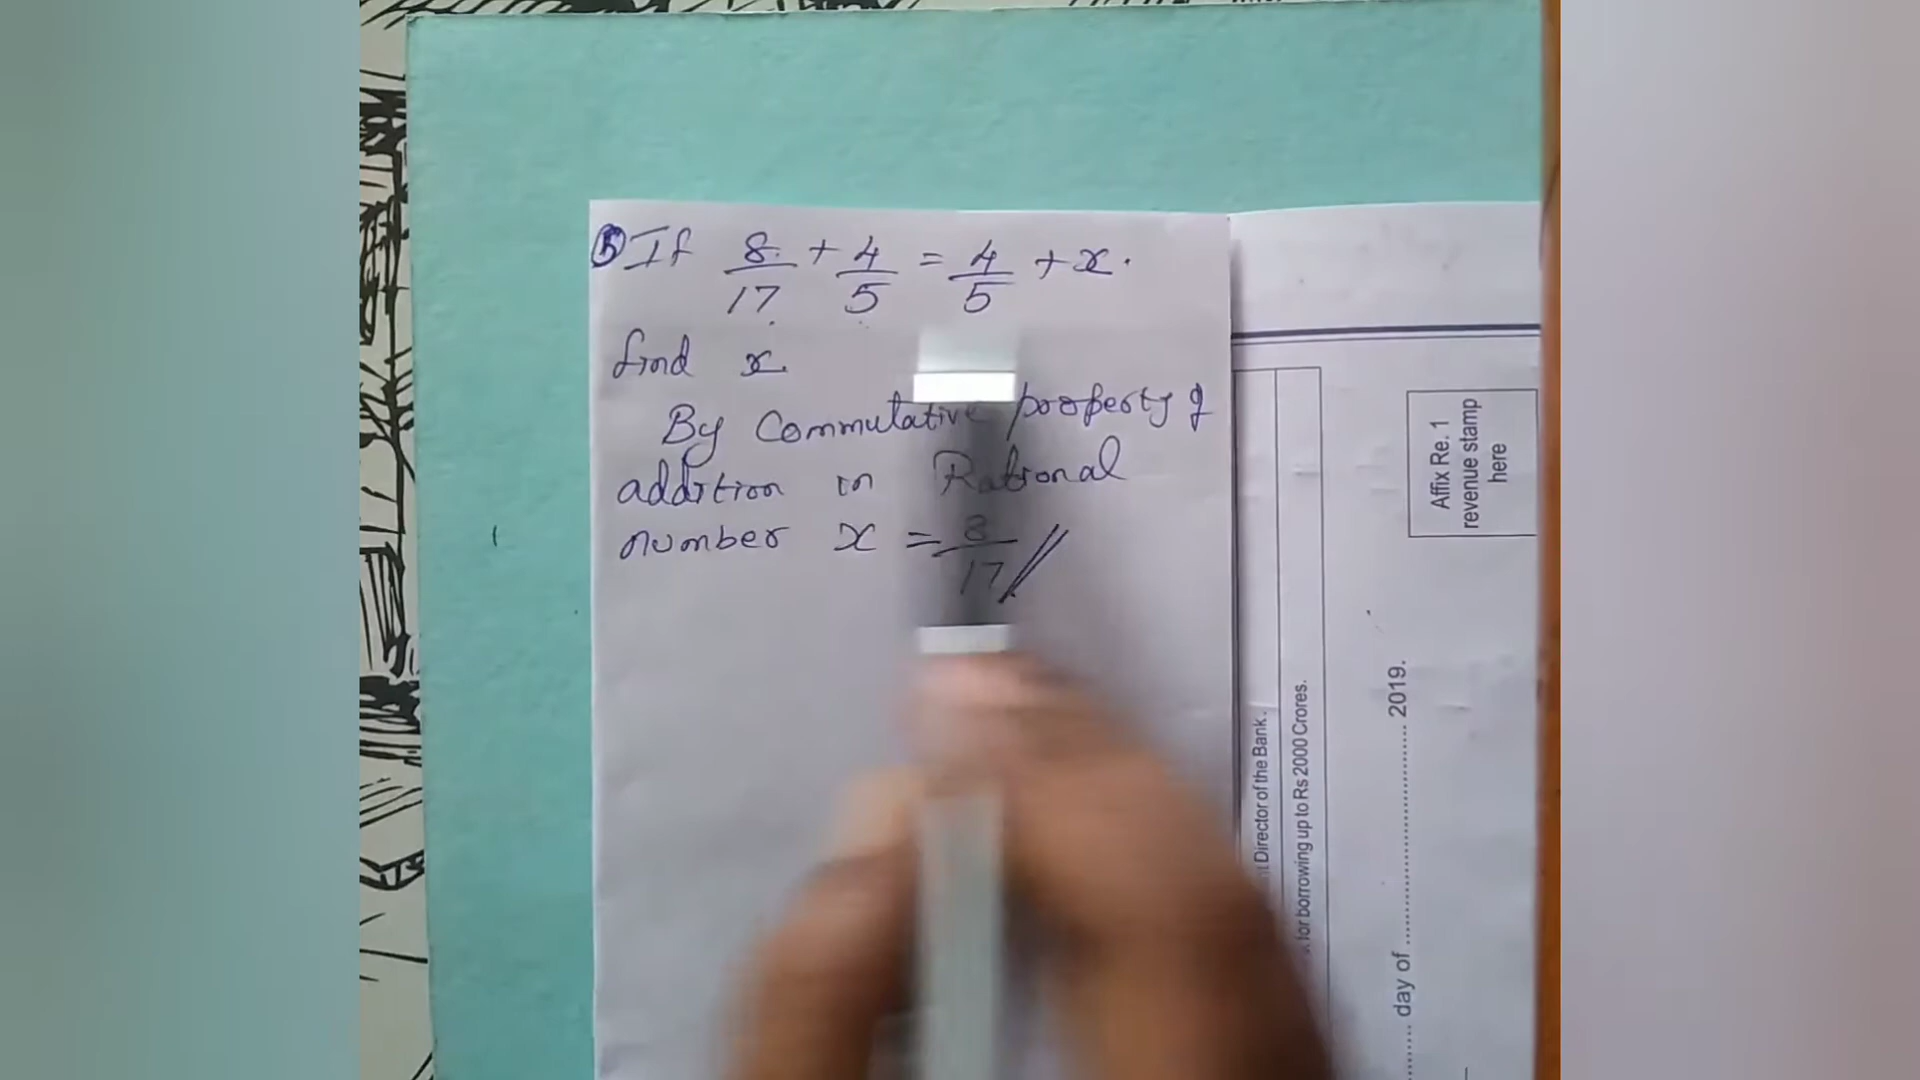 5 If 8/17 + 4/5 = 4/5 + x.
find x.
By Commutative property of
addition in Rational
number x = 8/17 //
Affix Re. 1
revenue stamp
here
Director of the Bank.
for borrowing up to Rs 2000 Crores.
day of .................... 2019.